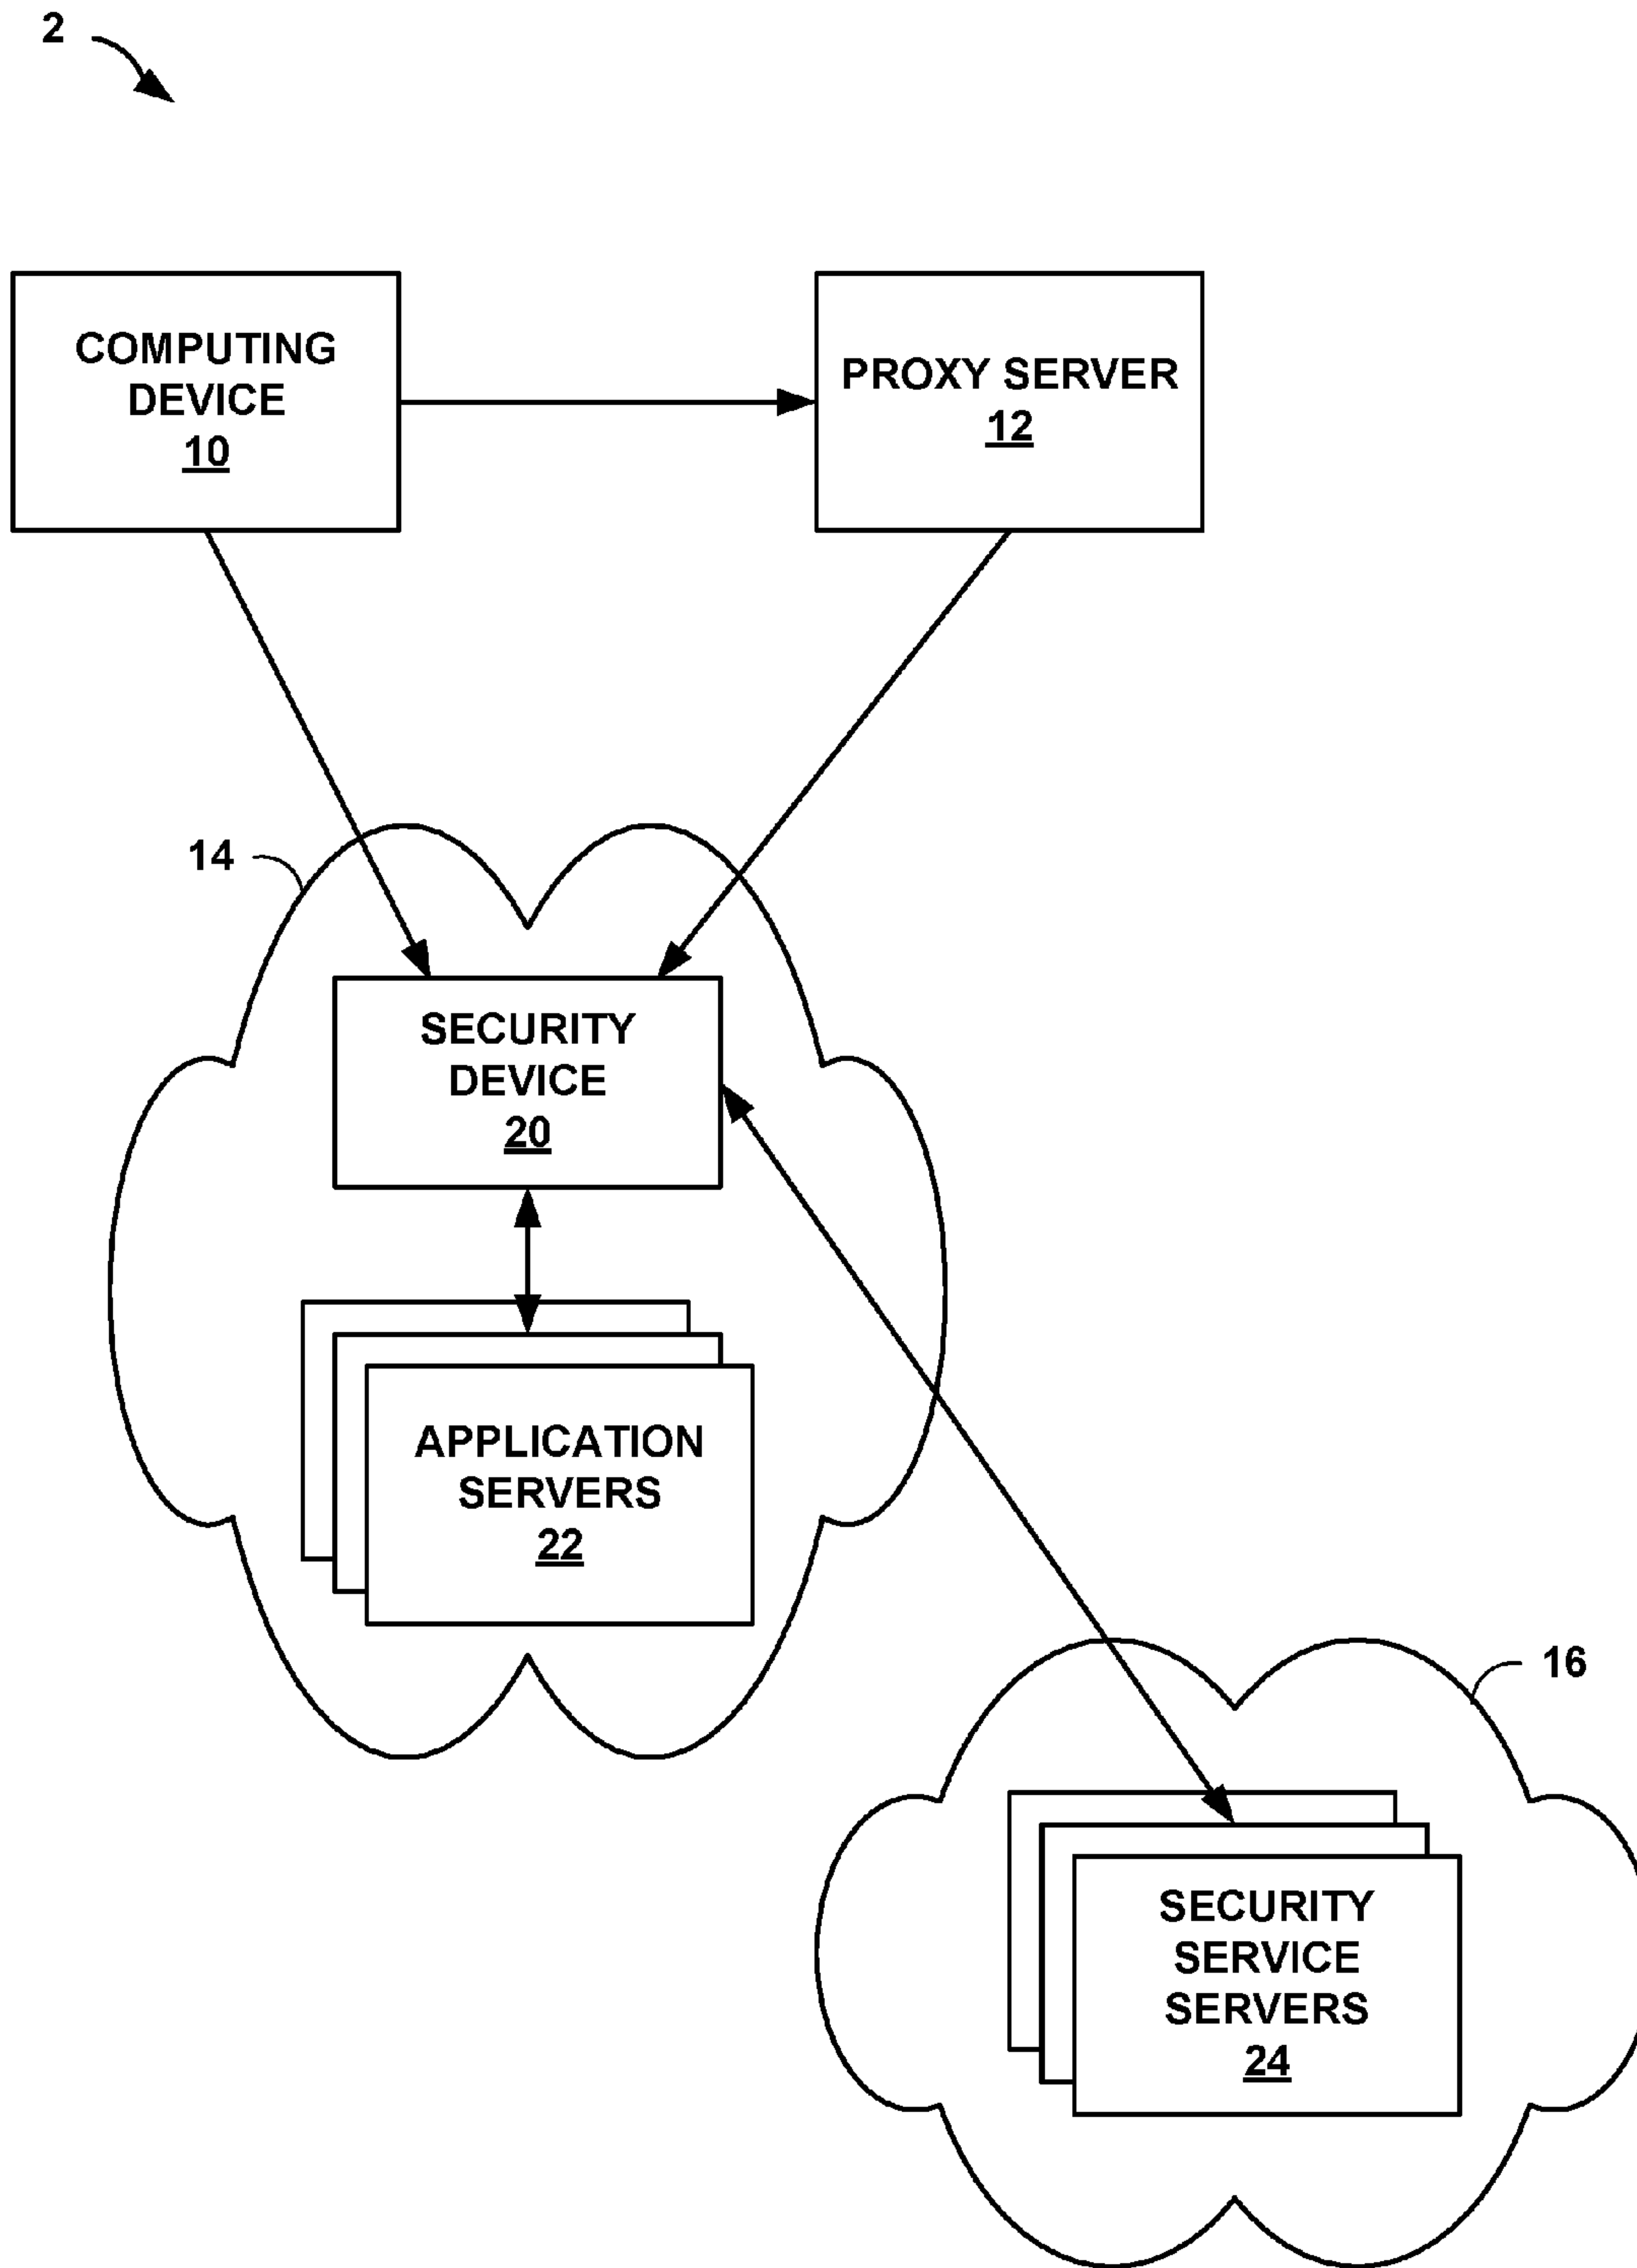 2
COMPUTING
DEVICE
10
PROXY SERVER
12
14
SECURITY
DEVICE
20
APPLICATION
SERVERS
22
16
SECURITY
SERVICE
SERVERS
24